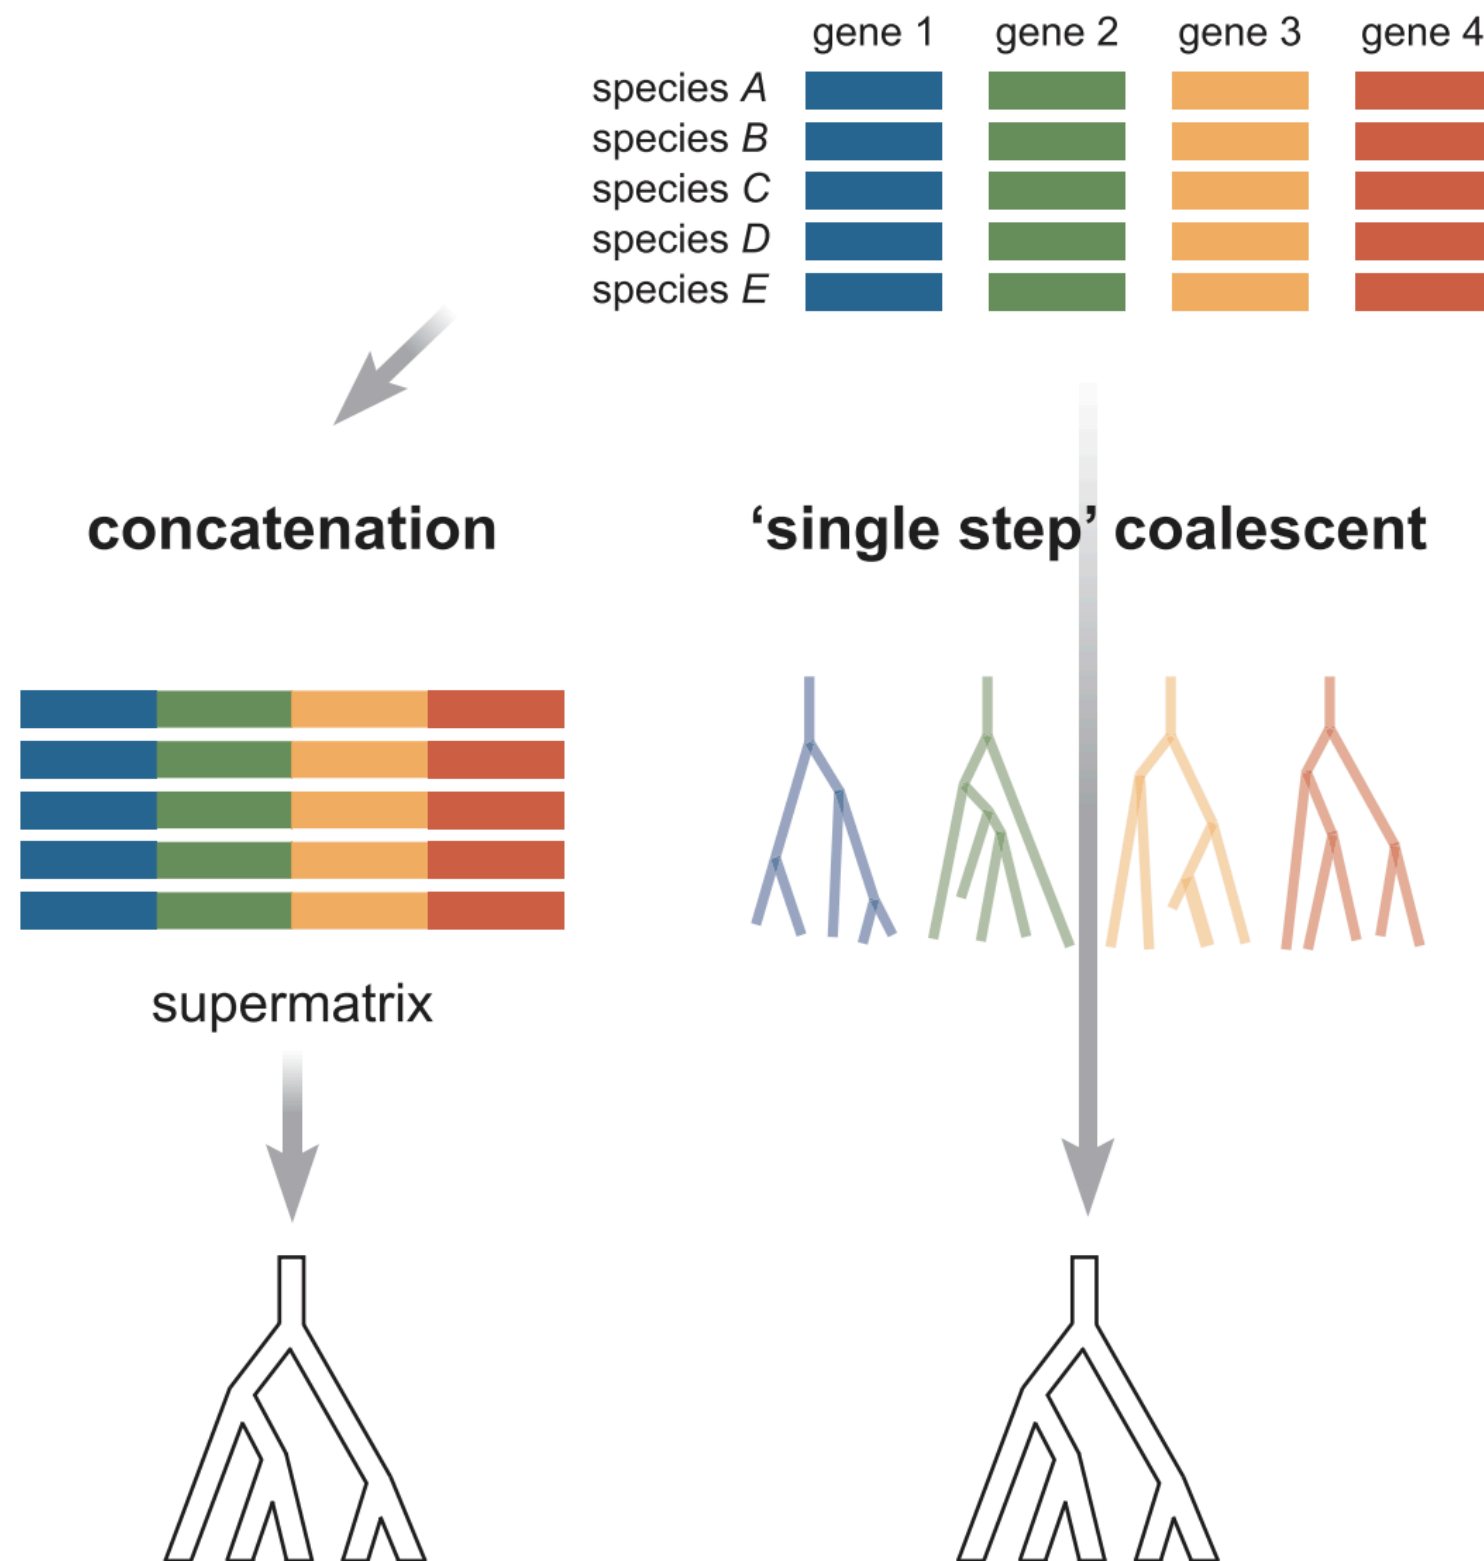 gene 1 gene 2 gene 3 gene 4
species A
species B
species C
species D
species E
concatenation
‘single step’ coalescent
supermatrix